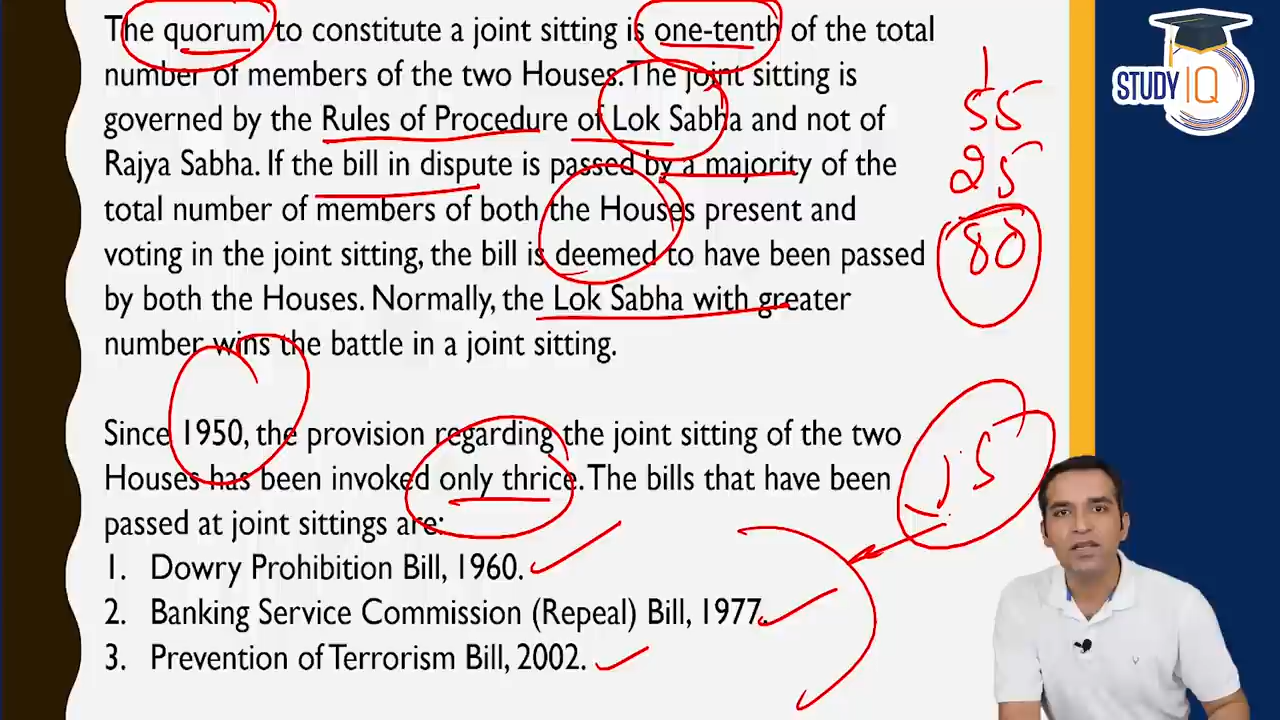 The quorum to constitute a joint sitting is one-tenth of the total
number of members of the two Houses. The joint sitting is
governed by the Rules of Procedure of Lok Sabha and not of
Rajya Sabha. If the bill in dispute is passed by a majority of the
total number of members of both the Houses present and
voting in the joint sitting, the bill is deemed to have been passed
by both the Houses. Normally, the Lok Sabha with greater
number wins the battle in a joint sitting.
Since 1950, the provision regarding the joint sitting of the two
Houses has been invoked only thrice. The bills that have been
passed at joint sittings are:
1. Dowry Prohibition Bill, 1960.
2. Banking Service Commission (Repeal) Bill, 1977.
3. Prevention of Terrorism Bill, 2002.
STUDY IQ
55
25
80
15